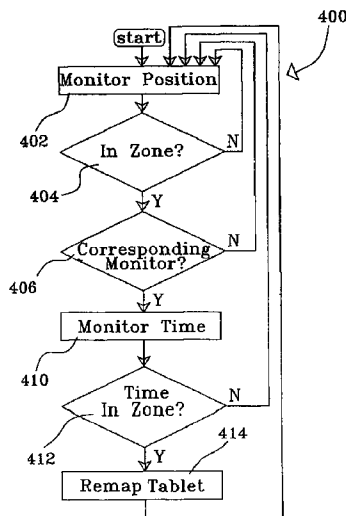 start
400
Monitor Position
402
In Zone?
N
404
Y
Corresponding
Monitor?
N
406
Y
Monitor Time
410
Time
In Zone?
N
412
Y
414
Remap Tablet